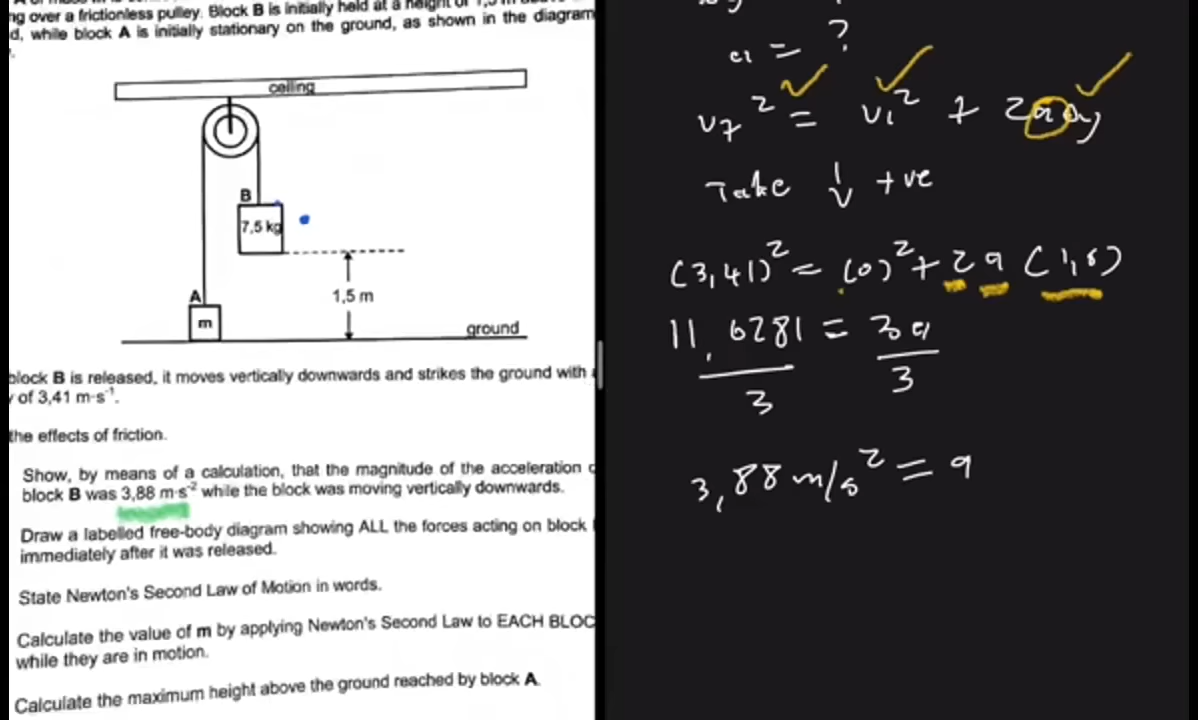 ng over a frictionless pulley. Block B is initially held at a height of 1,5 m above
d, while block A is initially stationary on the ground, as shown in the diagram
ceiling
B
7,5 kg
A
1,5 m
m
ground
block B is released, it moves vertically downwards and strikes the ground with
of 3,41 m·s⁻¹.
the effects of friction.
Show, by means of a calculation, that the magnitude of the acceleration o
block B was 3,88 m·s⁻² while the block was moving vertically downwards.
Draw a labelled free-body diagram showing ALL the forces acting on block
immediately after it was released.
State Newton's Second Law of Motion in words.
Calculate the value of m by applying Newton's Second Law to EACH BLOC
while they are in motion.
Calculate the maximum height above the ground reached by block A.
a = ?
vf² = vi² + 2aΔy
Take ↓ +ve
(3,41)² = (0)² + 2a (1,5)
11,6281 = 3a
3 3
3,88 m/s² = a